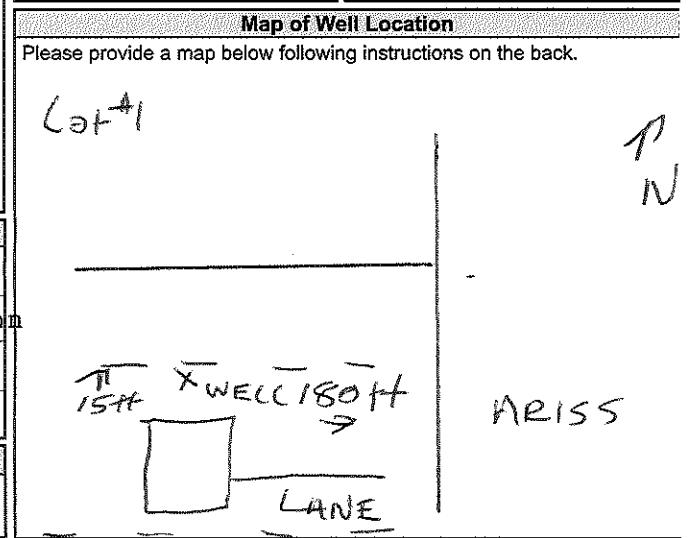 Map of Well Location
Please provide a map below following instructions on the back.
Lot #1
N
on
15ft X WELL 180ft
ARISS
LANE